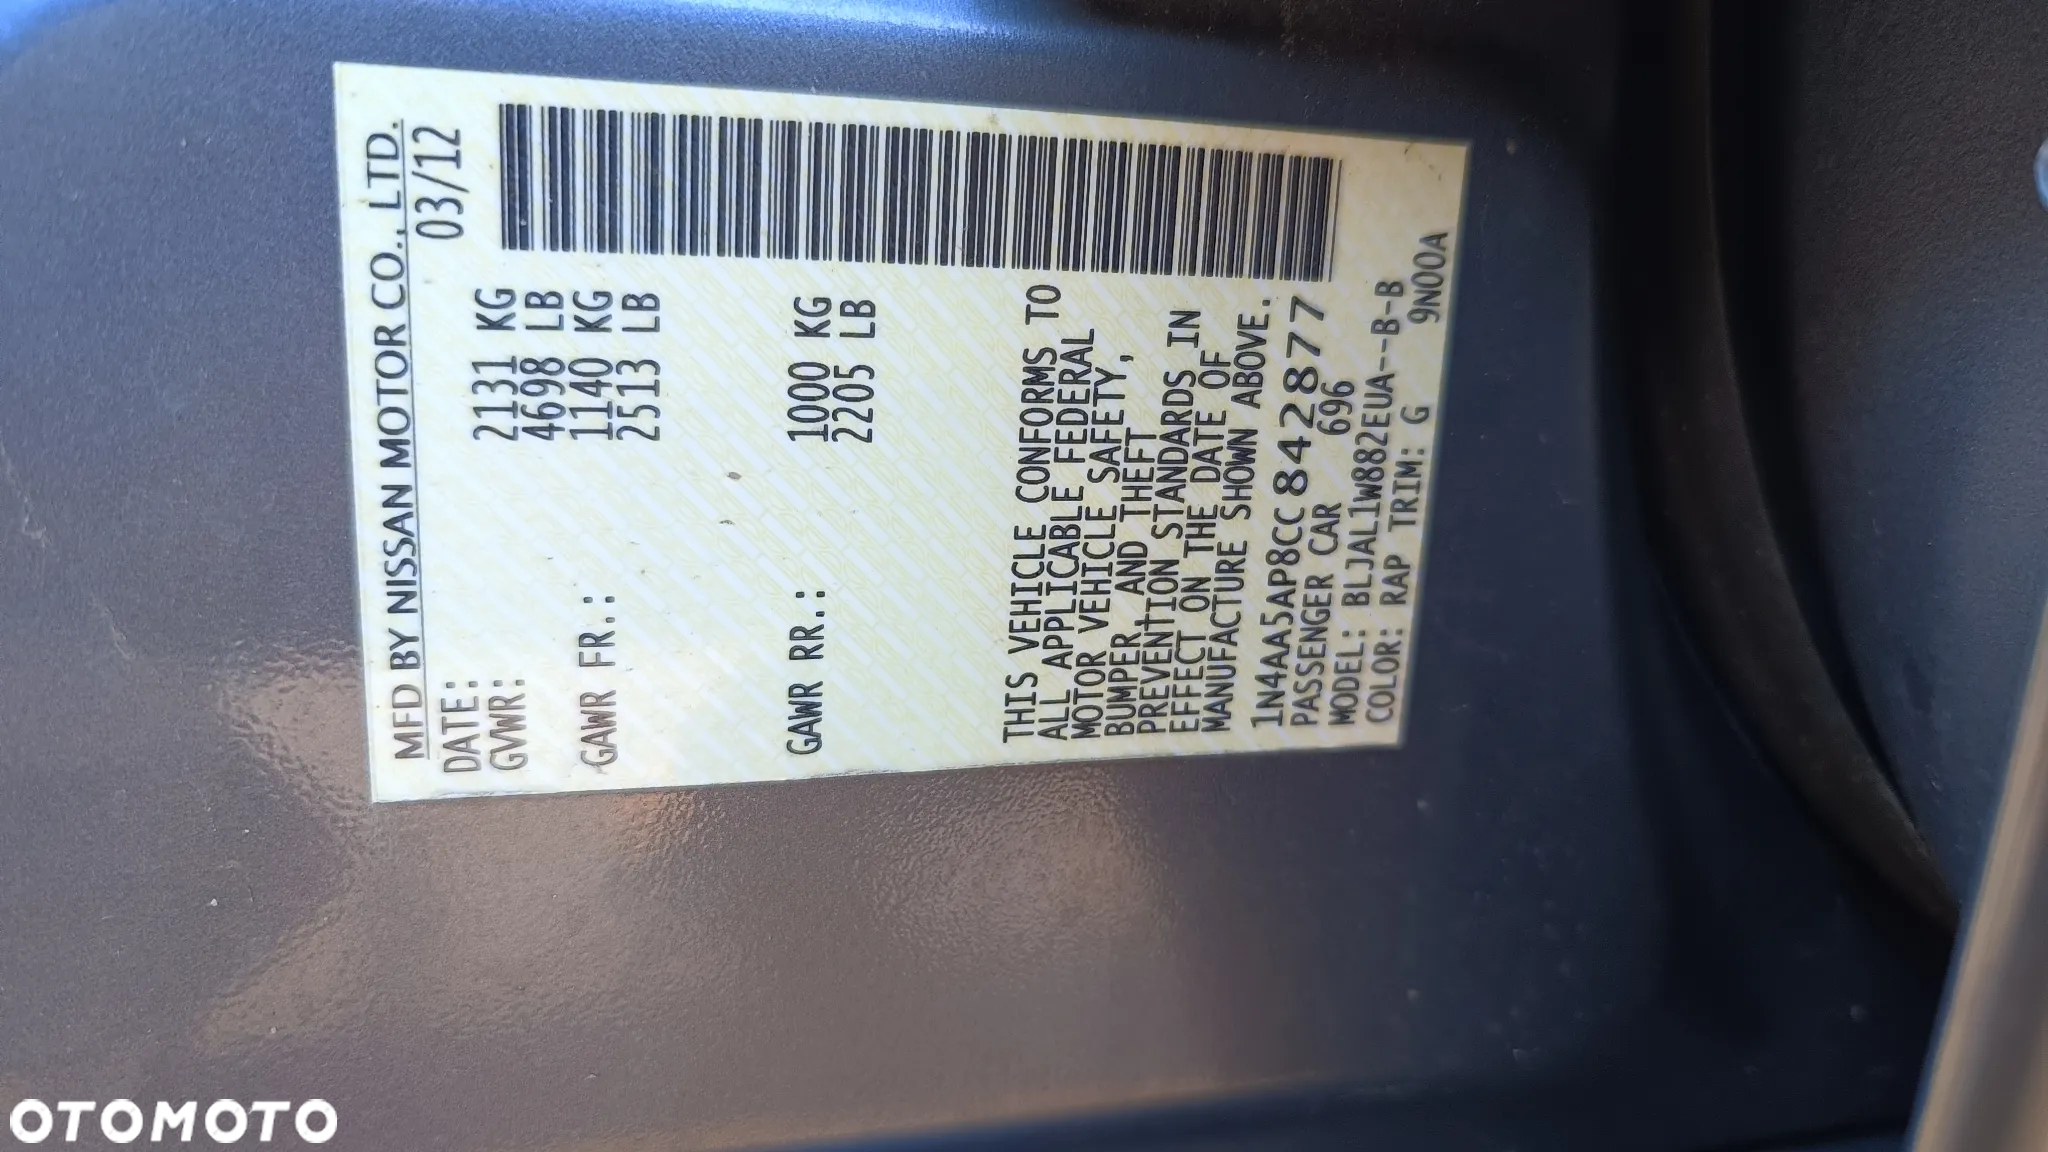 MFD BY NISSAN MOTOR CO., LTD.
DATE: 03/12
GVWR: 2131 KG
4698 LB
GAWR FR.: 1140 KG
2513 LB
GAWR RR.: 1000 KG
2205 LB
THIS VEHICLE CONFORMS TO
ALL APPLICABLE FEDERAL
MOTOR VEHICLE SAFETY,
BUMPER, AND THEFT
PREVENTION STANDARDS IN
EFFECT ON THE DATE OF
MANUFACTURE SHOWN ABOVE.
1N4AA5AP8CC842877
PASSENGER CAR 696
MODEL: BLJAL1W882EUA--B-B
COLOR: RAP TRIM: G 9N00A
OTOMOTO